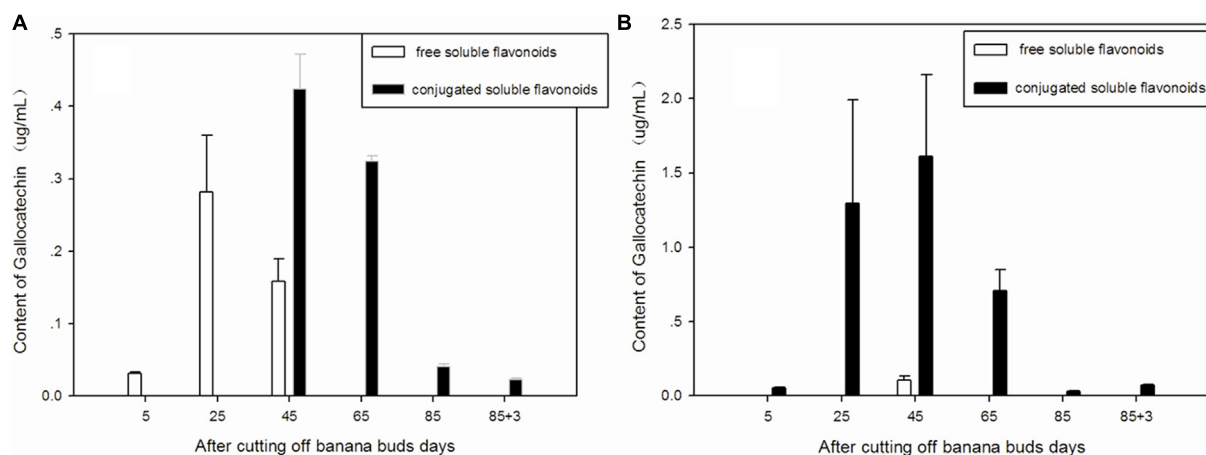 A
Content of Gallocatechin （ug/mL）
.5
.4
.3
.2
.1
0.0
free soluble flavonoids
conjugated soluble flavonoids
5 25 45 65 85 85+3
After cutting off banana buds days
B
Content of Gallocatechin （ug/mL）
2.5
2.0
1.5
1.0
.5
0.0
free soluble flavonoids
conjugated soluble flavonoids
5 25 45 65 85 85+3
After cutting off banana buds days